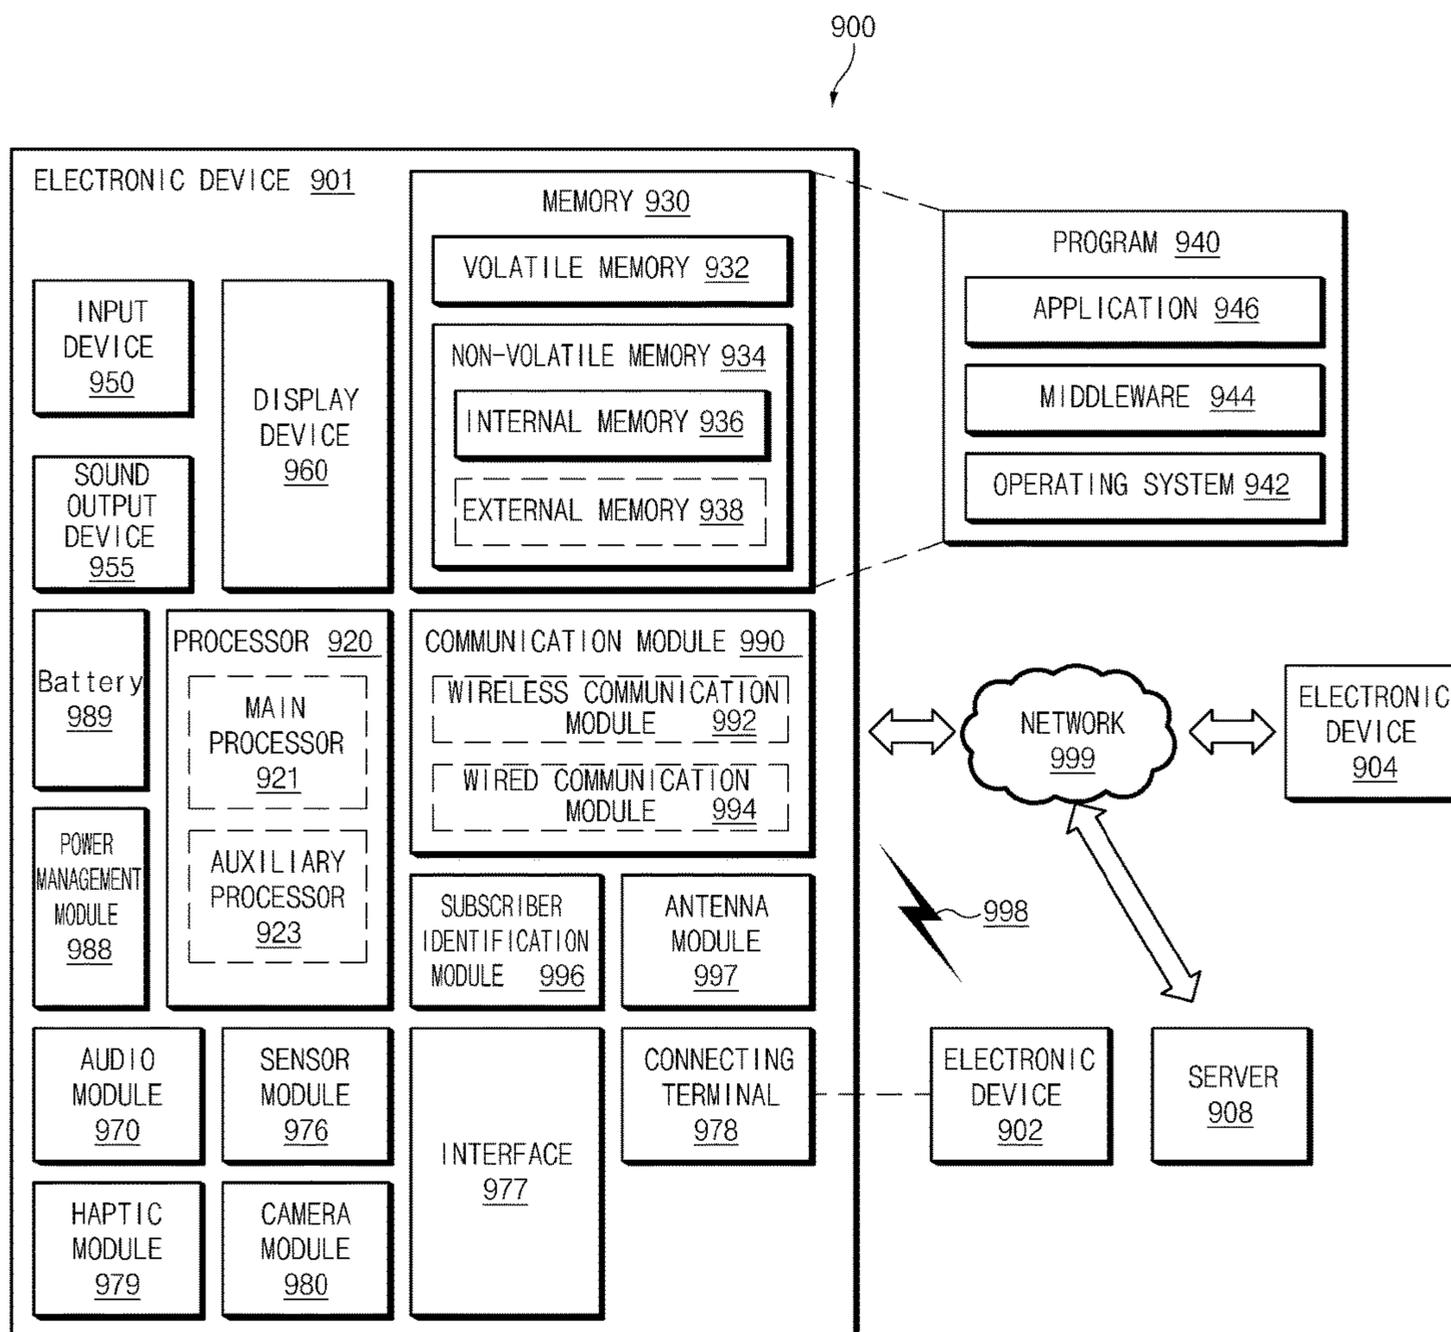 900
ELECTRONIC DEVICE 901
MEMORY 930
VOLATILE MEMORY 932
NON-VOLATILE MEMORY 934
INTERNAL MEMORY 936
EXTERNAL MEMORY 938
PROGRAM 940
APPLICATION 946
MIDDLEWARE 944
OPERATING SYSTEM 942
INPUT
DEVICE
950
DISPLAY
DEVICE
960
SOUND
OUTPUT
DEVICE
955
Battery
989
PROCESSOR 920
MAIN
PROCESSOR
921
AUXILIARY
PROCESSOR
923
COMMUNICATION MODULE 990
WIRELESS COMMUNICATION
MODULE 992
WIRED COMMUNICATION
MODULE 994
NETWORK
999
ELECTRONIC
DEVICE
904
POWER
MANAGEMENT
MODULE
988
SUBSCRIBER
IDENTIFICATION
MODULE 996
ANTENNA
MODULE
997
998
AUDIO
MODULE
970
SENSOR
MODULE
976
INTERFACE
977
CONNECTING
TERMINAL
978
ELECTRONIC
DEVICE
902
SERVER
908
HAPTIC
MODULE
979
CAMERA
MODULE
980